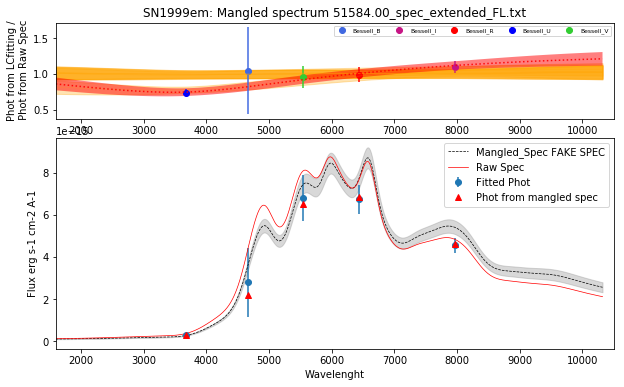 SN1999em: Mangled spectrum 51584.00_spec_extended_FL.txt
Phot from LCfitting /
Phot from Raw Spec
1.5
1.0
0.5
Bessell_B
Bessell_I
Bessell_R
Bessell_U
Bessell_V
2000 3000 4000 5000 6000 7000 8000 9000 10000
Flux erg s-1 cm-2 A-1
8
6
4
2
0
Mangled_Spec FAKE SPEC
Raw Spec
Fitted Phot
Phot from mangled spec
2000 3000 4000 5000 6000 7000 8000 9000 10000
Wavelenght